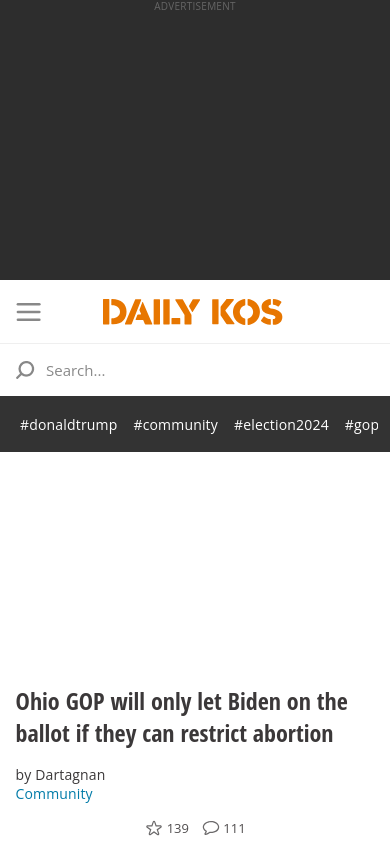 ADVERTISEMENT
DAILY KOS
Search...
#donaldtrump #community #election2024 #gop
Ohio GOP will only let Biden on the
ballot if they can restrict abortion
by Dartagnan
Community
139 111